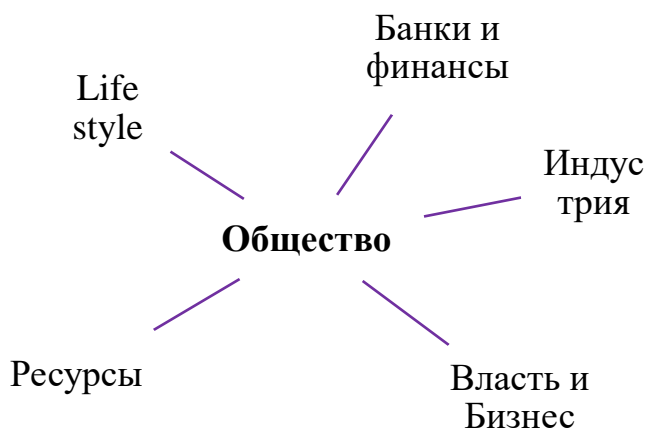 Банки и
финансы
Life
style
Индус
трия
Общество
Ресурсы
Власть и
Бизнес